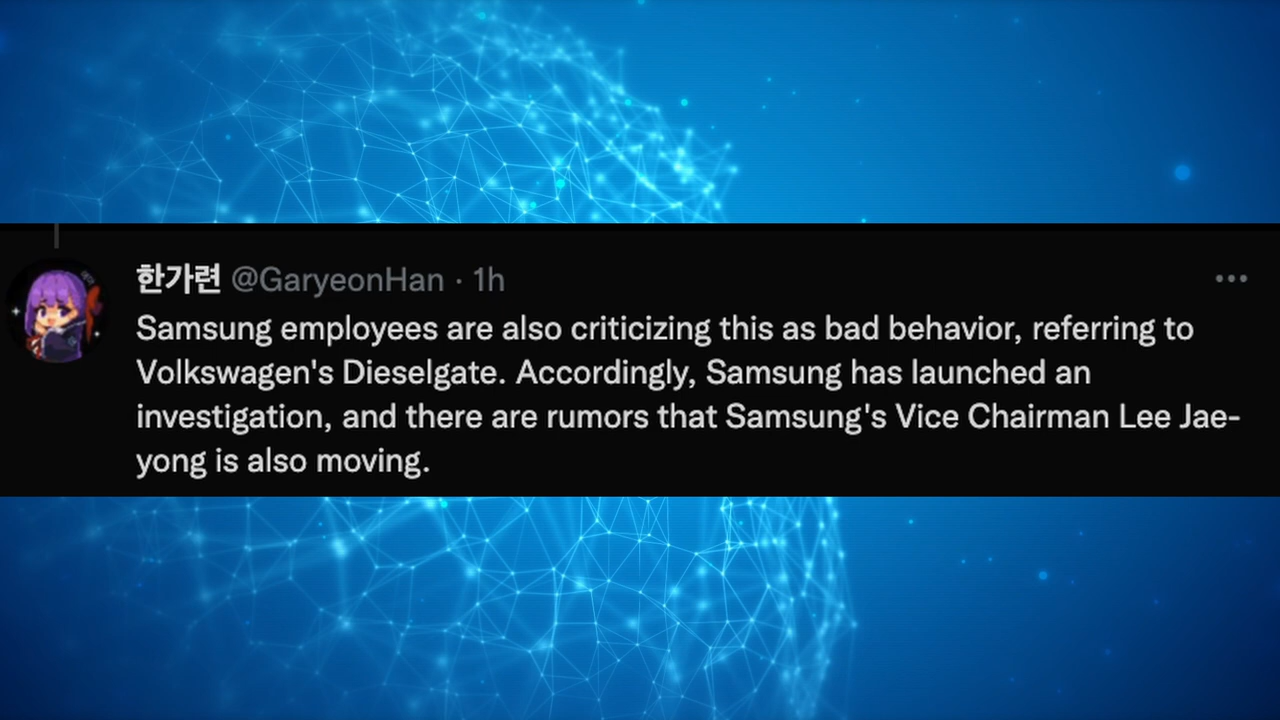 한가련 @GaryeonHan · 1h
Samsung employees are also criticizing this as bad behavior, referring to
Volkswagen's Dieselgate. Accordingly, Samsung has launched an
investigation, and there are rumors that Samsung's Vice Chairman Lee Jae-
yong is also moving.